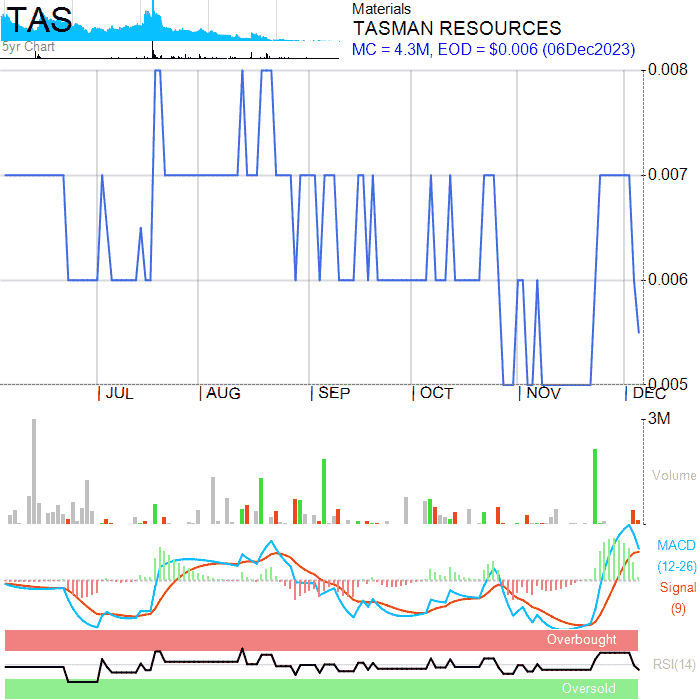 TAS
5yr Chart
Materials
TASMAN RESOURCES
MC = 4.3M, EOD = $0.006 (06Dec2023)
0.008
0.007
0.006
0.005
JUL
AUG
SEP
OCT
NOV
DEC
3M
Volume
MACD
(12-26)
Signal
(9)
Overbought
RSI(14)
Oversold